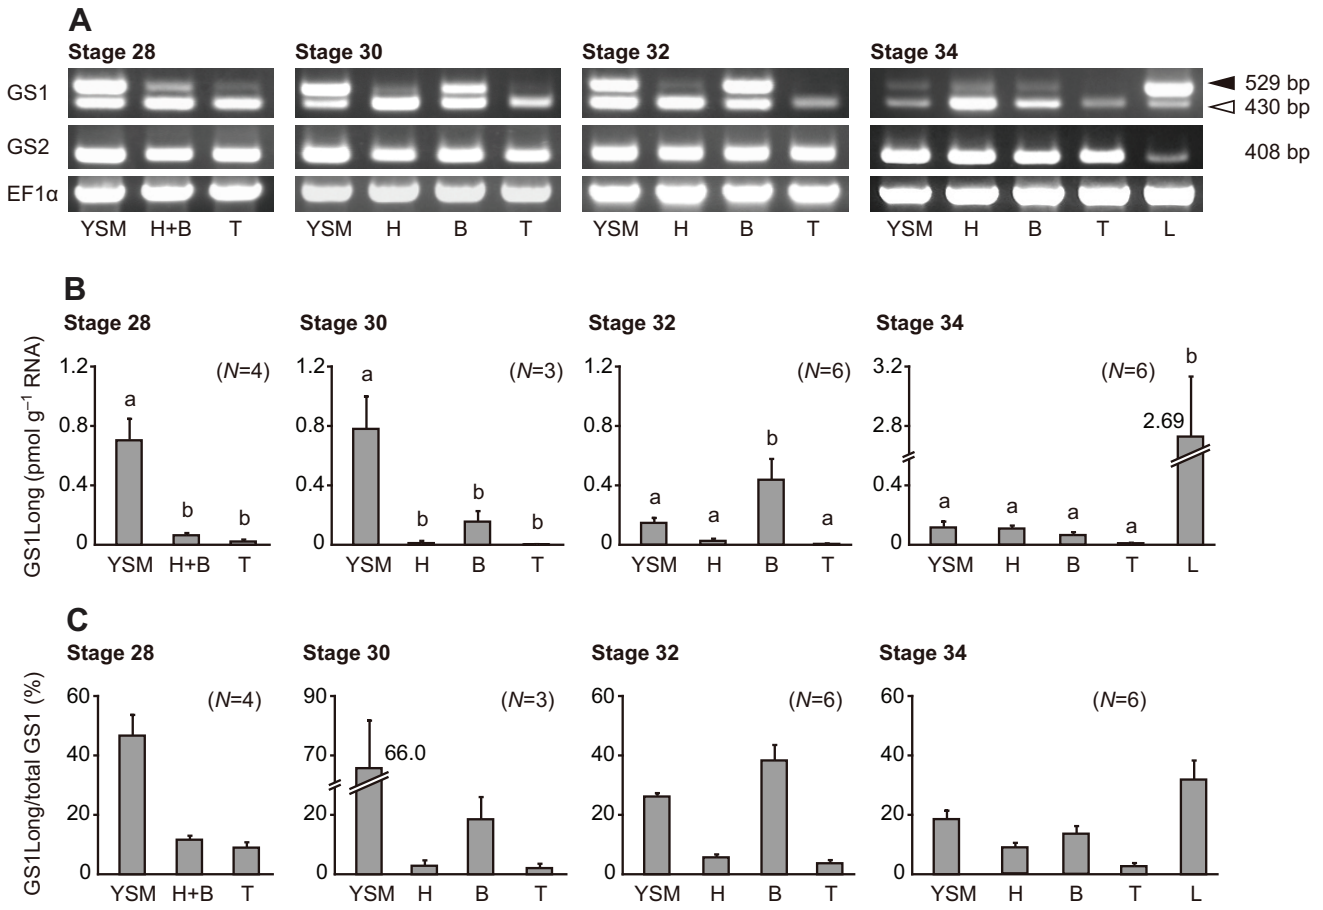 A
Stage 28 Stage 30 Stage 32 Stage 34
GS1 529 bp
430 bp
GS2 408 bp
EF1α
YSM H+B T YSM H B T YSM H B T YSM H B T L
B
Stage 28 Stage 30 Stage 32 Stage 34
GS1Long (pmol g⁻¹ RNA)
1.2 (N=4) 1.2 (N=3) 1.2 (N=6) 3.2 (N=6) b
a a
0.8 0.8 0.8 b 2.8 2.69
0.4 b b 0.4 b b b 0.4 a a a 0.4 a a a a
0 0 0 0
YSM H+B T YSM H B T YSM H B T YSM H B T L
C
Stage 28 Stage 30 Stage 32 Stage 34
GS1Long/total GS1 (%)
60 (N=4) 90 (N=3) 60 (N=6) 60 (N=6)
40 70 66.0 40 40
20 20 20 20
0 0 0 0
YSM H+B T YSM H B T YSM H B T YSM H B T L